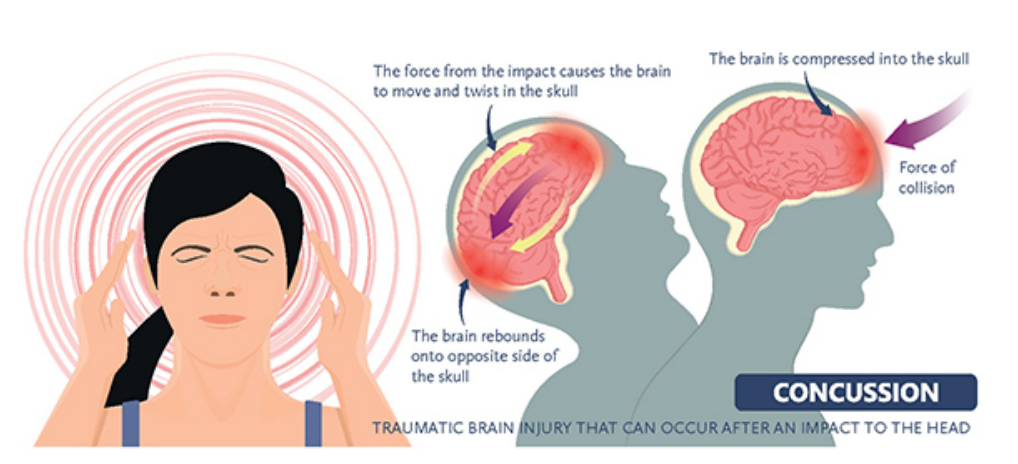 The force from the impact causes the brain
to move and twist in the skull
The brain is compressed into the skull
Force of
collision
The brain rebounds
onto opposite side of
the skull
CONCUSSION
TRAUMATIC BRAIN INJURY THAT CAN OCCUR AFTER AN IMPACT TO THE HEAD